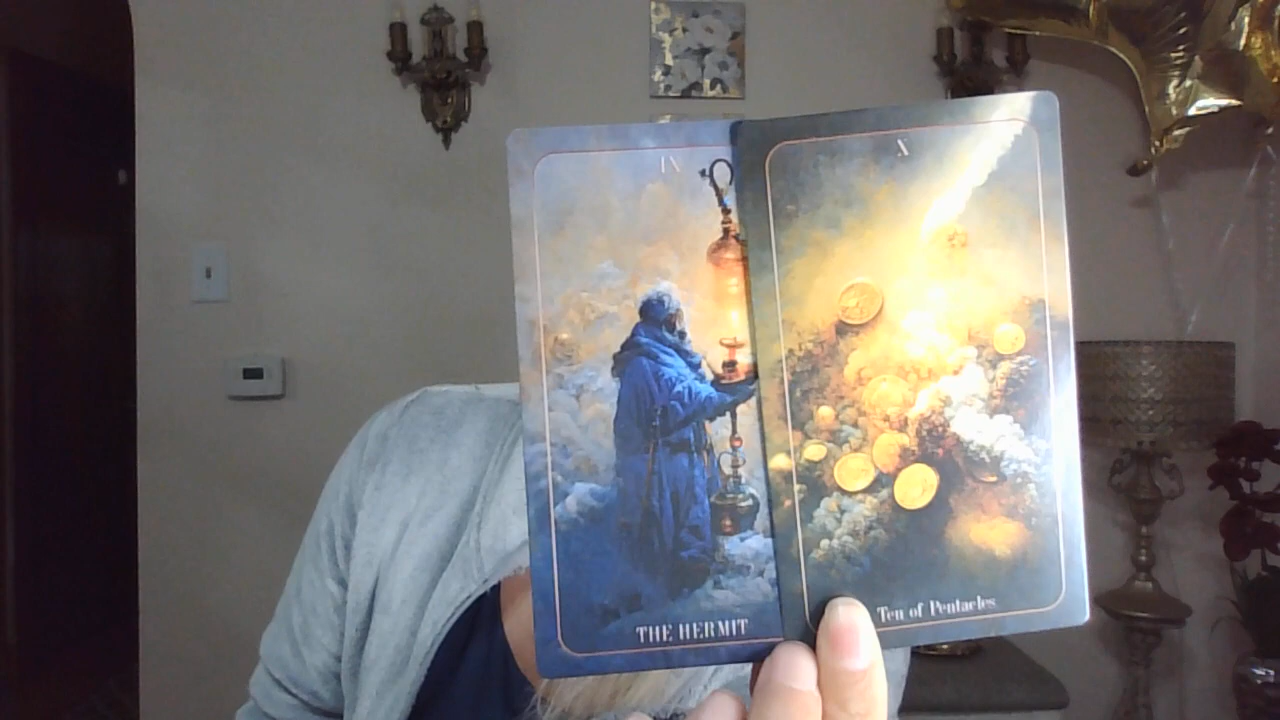 IX
THE HERMIT
X
Ten of Pentacles